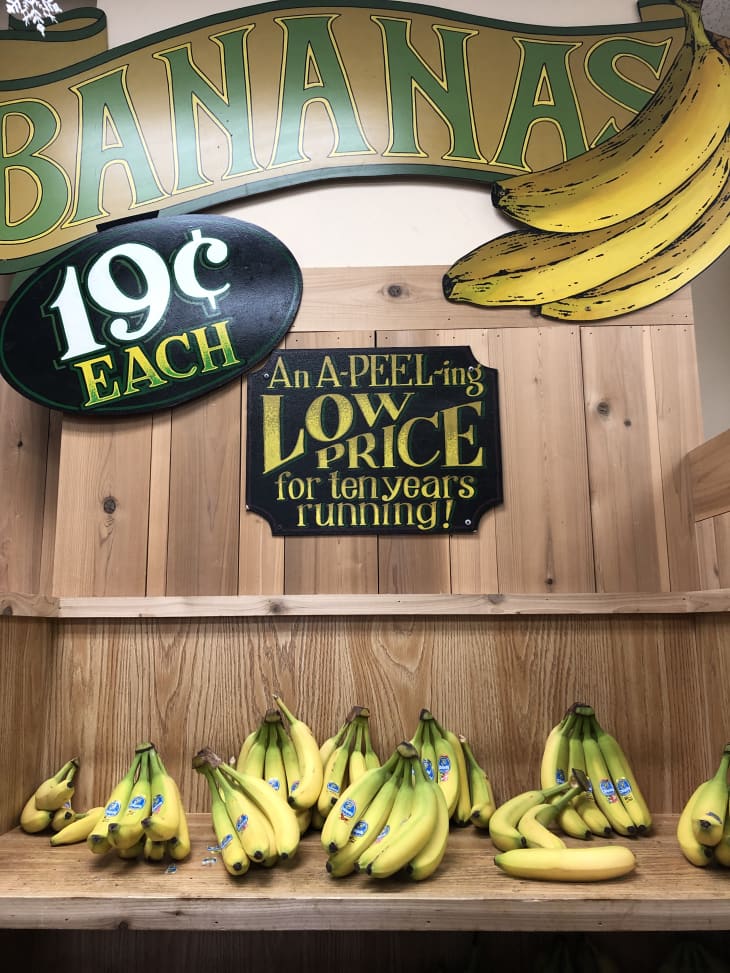 BANANAS
19¢
EACH
An A-PEEL-ing
LOW
PRICE
for ten years
running!